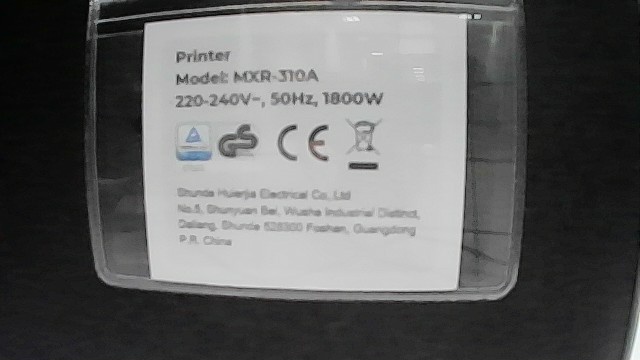 Printer
Model: MXR-310A
220-240V~, 50Hz, 1800W
CE
Shunde Huierjia Electrical Co., Ltd
No.5, Shunyuan Bei, Wusha Industrial District,
Daliang, Shunde 528300 Foshan, Guangdong
P.R. China